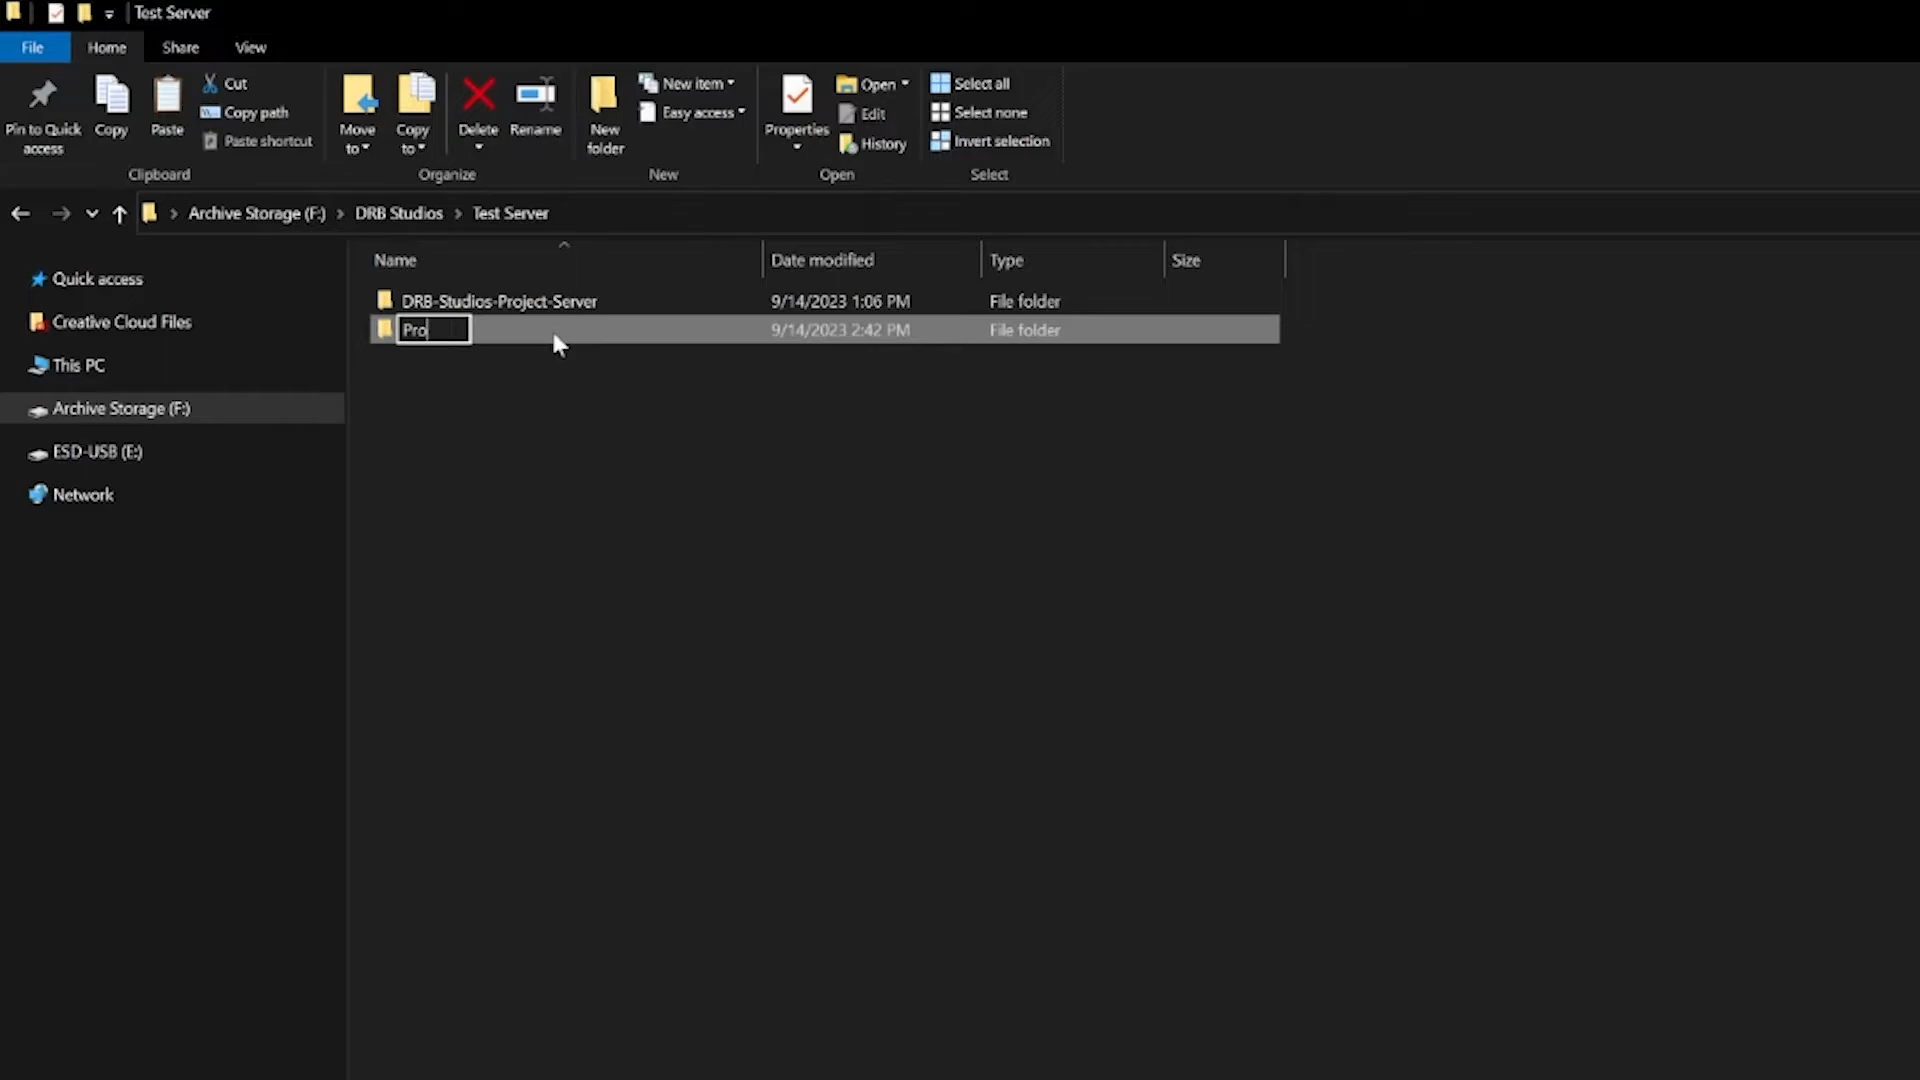 Test Server
File Home Share View
Pin to Quick access
Copy
Paste
Cut
Copy path
Paste shortcut
Clipboard
Move to
Copy to
Delete
Rename
Organize
New folder
New item
Easy access
New
Properties
Open
Edit
History
Open
Select all
Select none
Invert selection
Select
Archive Storage (F:) > DRB Studios > Test Server
Quick access
Creative Cloud Files
This PC
Archive Storage (F:)
ESD-USB (E:)
Network
Name Date modified Type Size
DRB-Studios-Project-Server 9/14/2023 1:06 PM File folder
Pro 9/14/2023 2:42 PM File folder